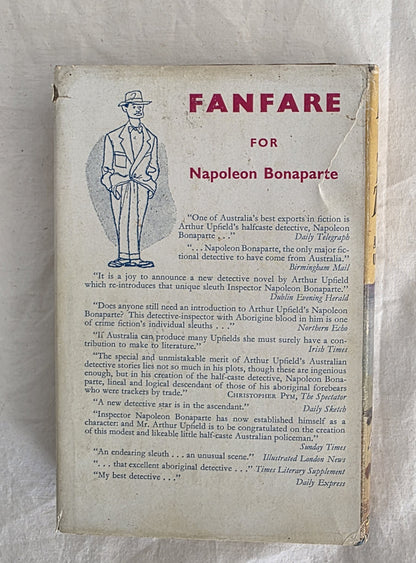 FANFARE
FOR
Napoleon Bonaparte
"One of Australia's best exports in fiction is
Arthur Upfield's halfcaste detective, Napoleon
Bonaparte . . ." Daily Telegraph
". . . Napoleon Bonaparte, the only major fic-
tional detective to have come from Australia."
Birmingham Mail
"It is a joy to announce a new detective novel by Arthur Upfield
which re-introduces that unique sleuth Inspector Napoleon Bonaparte."
Dublin Evening Herald
"Does anyone still need an introduction to Arthur Upfield's Napoleon
Bonaparte? This detective-inspector with Aborigine blood in him is one
of crime fiction's individual sleuths . . ." Northern Echo
"If Australia can produce many Upfields she must surely have a con-
tribution to make to literature." Irish Times
"The special and unmistakable merit of Arthur Upfield's Australian
detective stories lies not so much in his plots, though these are ingenious
enough, but in his creation of the half-caste detective, Napoleon Bona-
parte, lineal and logical descendant of those of his aboriginal forebears
who were trackers by trade." CHRISTOPHER PYM, The Spectator
"A new detective star is in the ascendant." Daily Sketch
"Inspector Napoleon Bonaparte has now established himself as a
character: and Mr. Arthur Upfield is to be congratulated on the creation
of this modest and likeable little half-caste Australian policeman."
Sunday Times
"An endearing sleuth . . . an unusual scene." Illustrated London News
". . . that excellent aboriginal detective . . ." Times Literary Supplement
"My best detective . . ." Daily Express